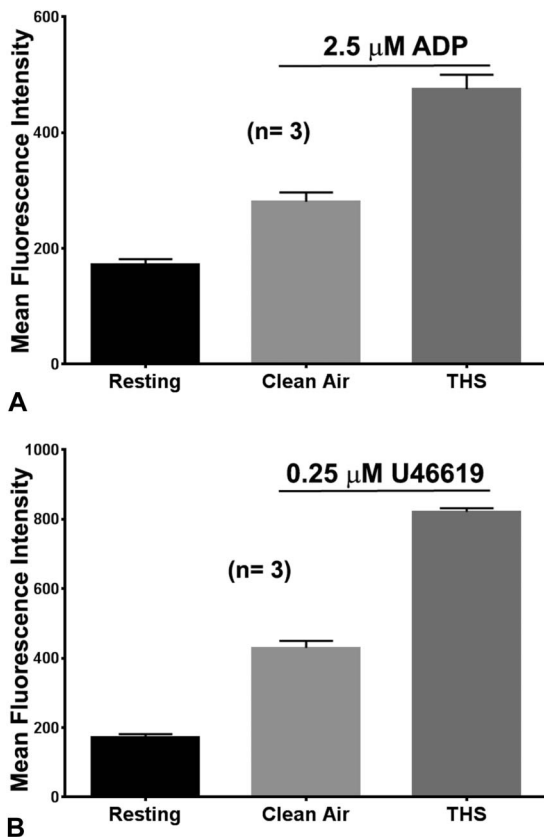 600
2.5 μM ADP
(n= 3)
400
200
0
Mean Fluorescence Intensity
Resting Clean Air THS
A
1000
0.25 μM U46619
800
(n= 3)
600
400
200
0
Mean Fluorescence Intensity
Resting Clean Air THS
B